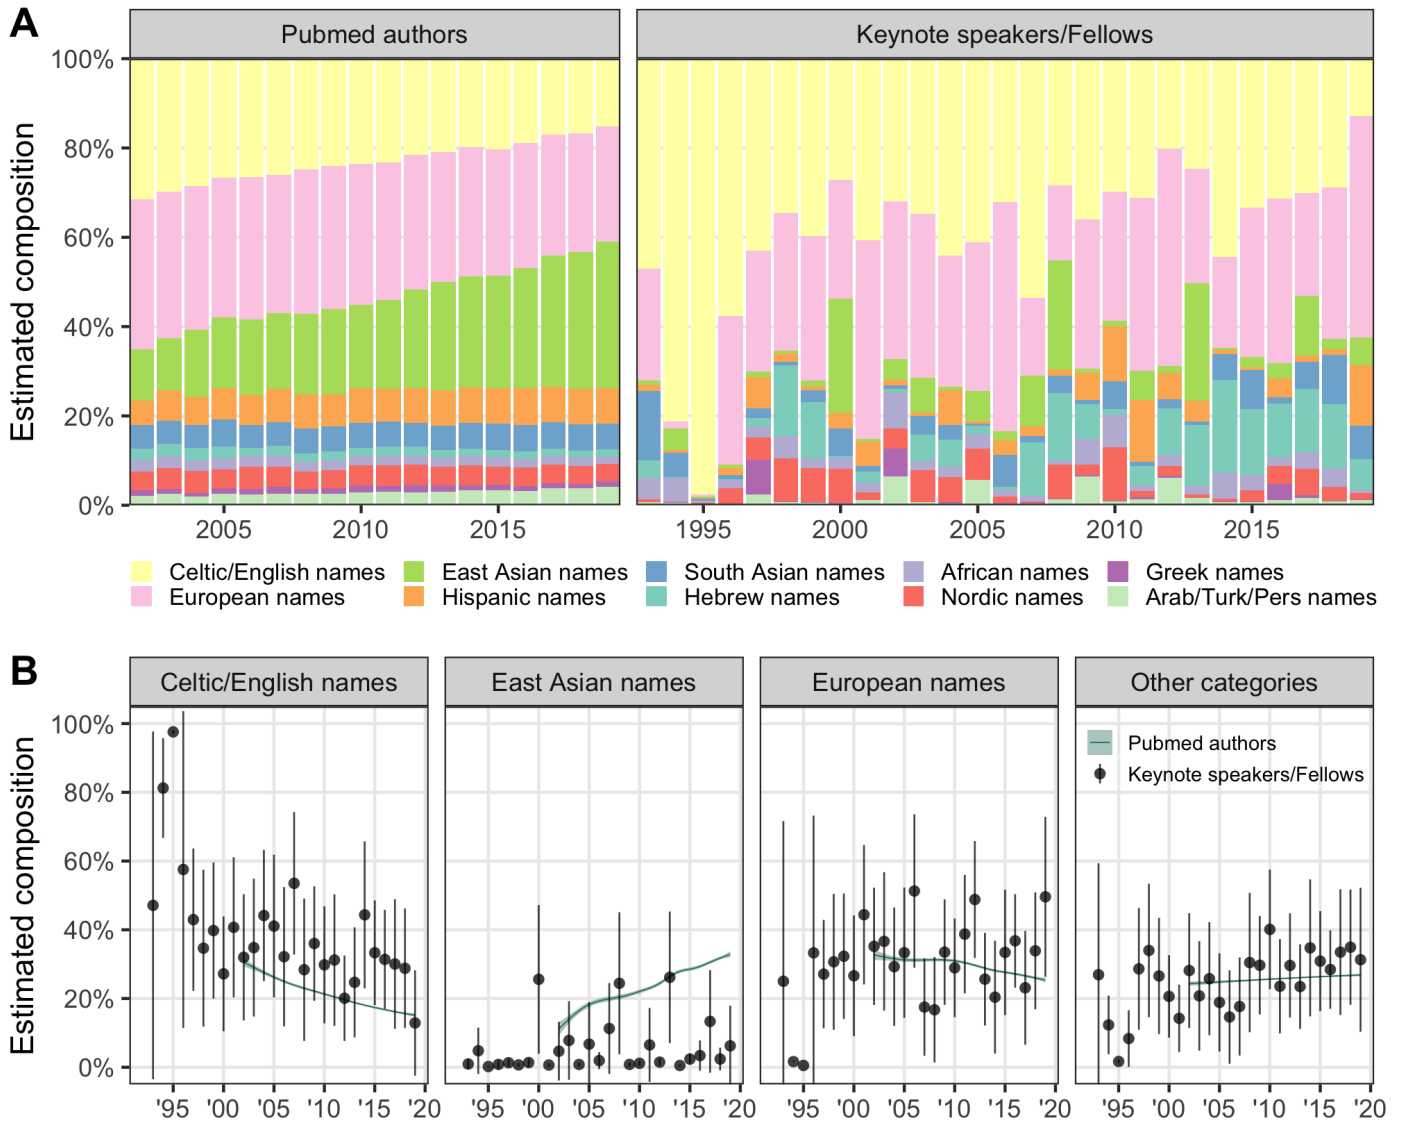 A
Pubmed authors
Keynote speakers/Fellows
Estimated composition
100%
80%
60%
40%
20%
0%
2005 2010 2015
1995 2000 2005 2010 2015
Celtic/English names East Asian names South Asian names African names Greek names
European names Hispanic names Hebrew names Nordic names Arab/Turk/Pers names
B
Celtic/English names
East Asian names
European names
Other categories
Estimated composition
100%
80%
60%
40%
20%
0%
Pubmed authors
Keynote speakers/Fellows
'95 '00 '05 '10 '15 '20
'95 '00 '05 '10 '15 '20
'95 '00 '05 '10 '15 '20
'95 '00 '05 '10 '15 '20